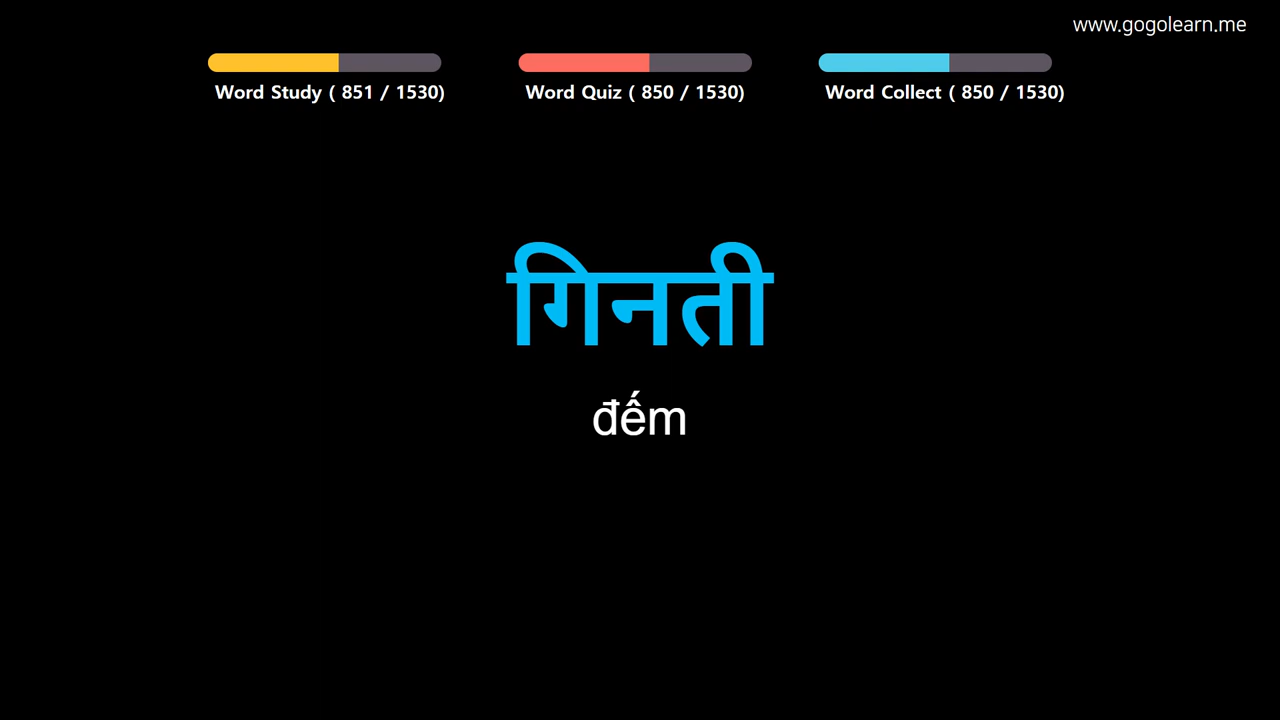 www.gogolearn.me
Word Study ( 851 / 1530)
Word Quiz ( 850 / 1530)
Word Collect ( 850 / 1530)
गिनती
đếm